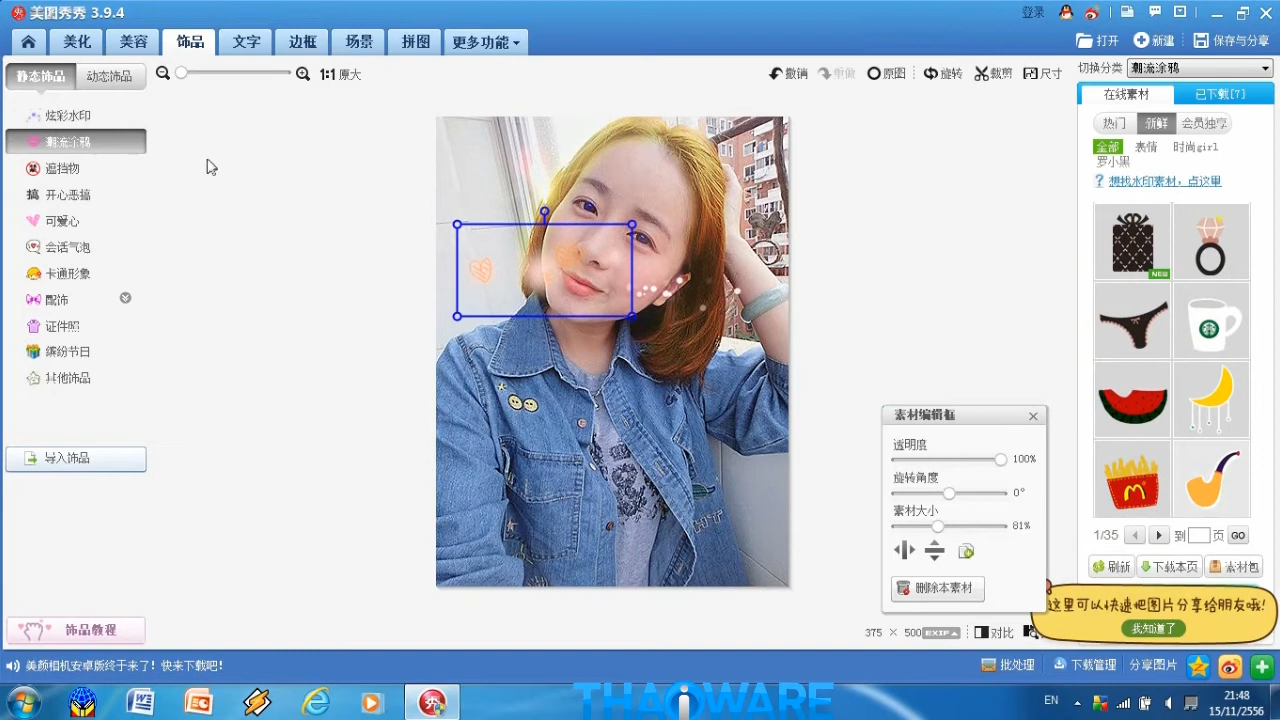 美图秀秀 3.9.4
登录
美化 美容 饰品 文字 边框 场景 拼图 更多功能
打开 新建 保存与分享
静态饰品 动态饰品
1:1 原大
撤销 重做 原图 旋转 裁剪 尺寸
切换分类 潮流涂鸦
在线素材 已下载[7]
热门 新鲜 会员独享
全部 表情 时尚girl
罗小黑
? 想找水印素材，点这里
炫彩水印
潮流涂鸦
遮挡物
搞 开心恶搞
可爱心
会话气泡
卡通形象
配饰
证件照
缤纷节日
其他饰品
导入饰品
饰品教程
NEW
素材编辑框
透明度
100%
旋转角度
0°
素材大小
81%
删除本素材
1/35 到 页 GO
刷新 下载本页 素材包
这里可以快速把图片分享给朋友哦!
我知道了
375 × 500 EXIF 对比
美颜相机安卓版终于来了！快来下载吧！
批处理 下载管理 分享图片
THAIWARE
EN
21:48
15/11/2556